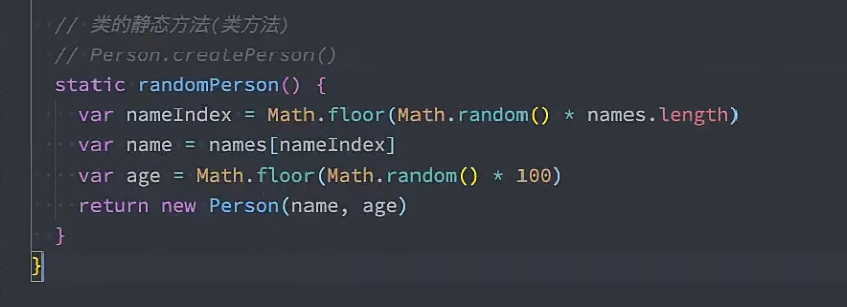 // 类的静态方法(类方法)
// Person.createPerson()
static randomPerson() {
var nameIndex = Math.floor(Math.random() * names.length)
var name = names[nameIndex]
var age = Math.floor(Math.random() * 100)
return new Person(name, age)
}
}